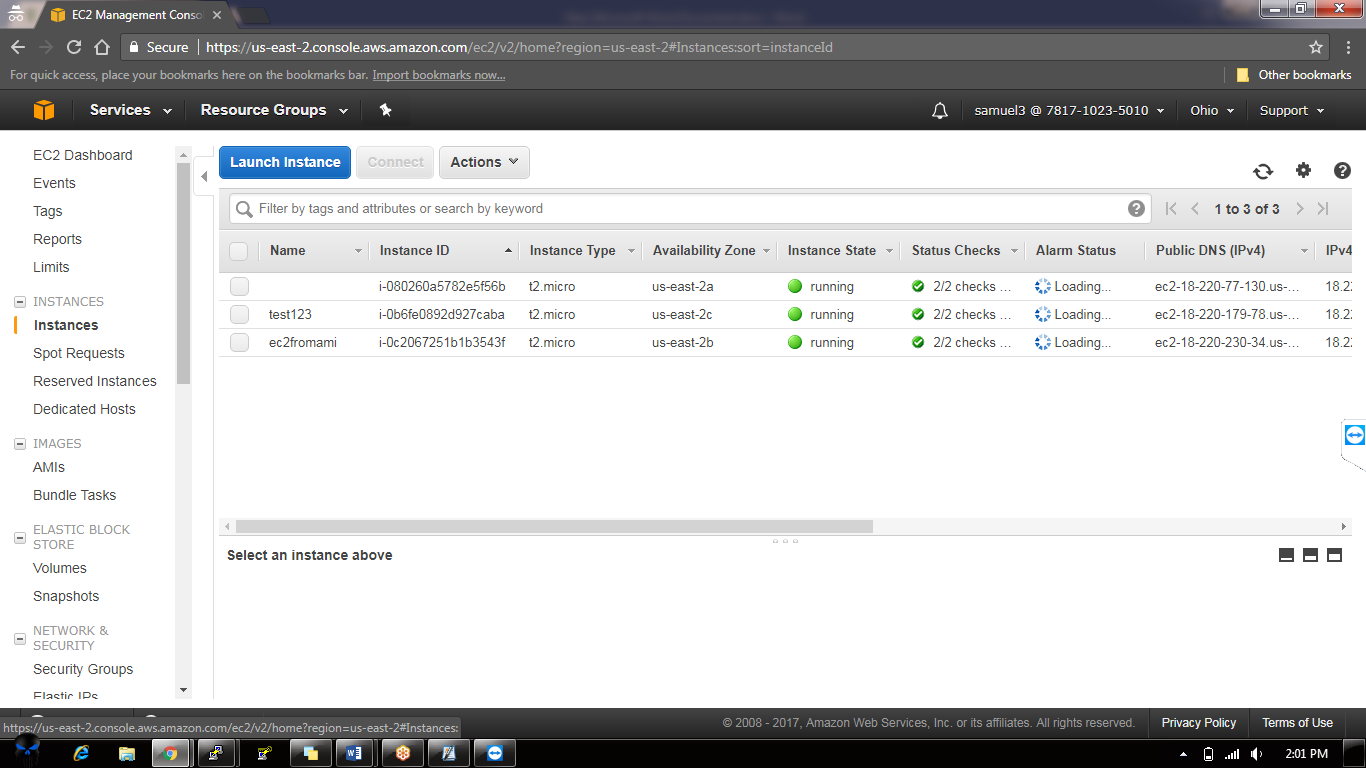 EC2 Management Conso
Secure https://us-east-2.console.aws.amazon.com/ec2/v2/home?region=us-east-2#Instances:sort=instanceId
For quick access, place your bookmarks here on the bookmarks bar. Import bookmarks now... Other bookmarks
Services Resource Groups samuel3 @ 7817-1023-5010 Ohio Support
EC2 Dashboard
Events
Tags
Reports
Limits
INSTANCES
Instances
Spot Requests
Reserved Instances
Dedicated Hosts
IMAGES
AMIs
Bundle Tasks
ELASTIC BLOCK
STORE
Volumes
Snapshots
NETWORK &
SECURITY
Security Groups
Elastic IPs
Launch Instance Connect Actions
Filter by tags and attributes or search by keyword 1 to 3 of 3
Name Instance ID Instance Type Availability Zone Instance State Status Checks Alarm Status Public DNS (IPv4) IPv4
i-080260a5782e5f56b t2.micro us-east-2a running 2/2 checks ... Loading... ec2-18-220-77-130.us-... 18.22
test123 i-0b6fe0892d927caba t2.micro us-east-2c running 2/2 checks ... Loading... ec2-18-220-179-78.us-... 18.22
ec2fromami i-0c2067251b1b3543f t2.micro us-east-2b running 2/2 checks ... Loading... ec2-18-220-230-34.us-... 18.22
Select an instance above
https://us-east-2.console.aws.amazon.com/ec2/v2/home?region=us-east-2#Instances:
© 2008 - 2017, Amazon Web Services, Inc. or its affiliates. All rights reserved. Privacy Policy Terms of Use
2:01 PM